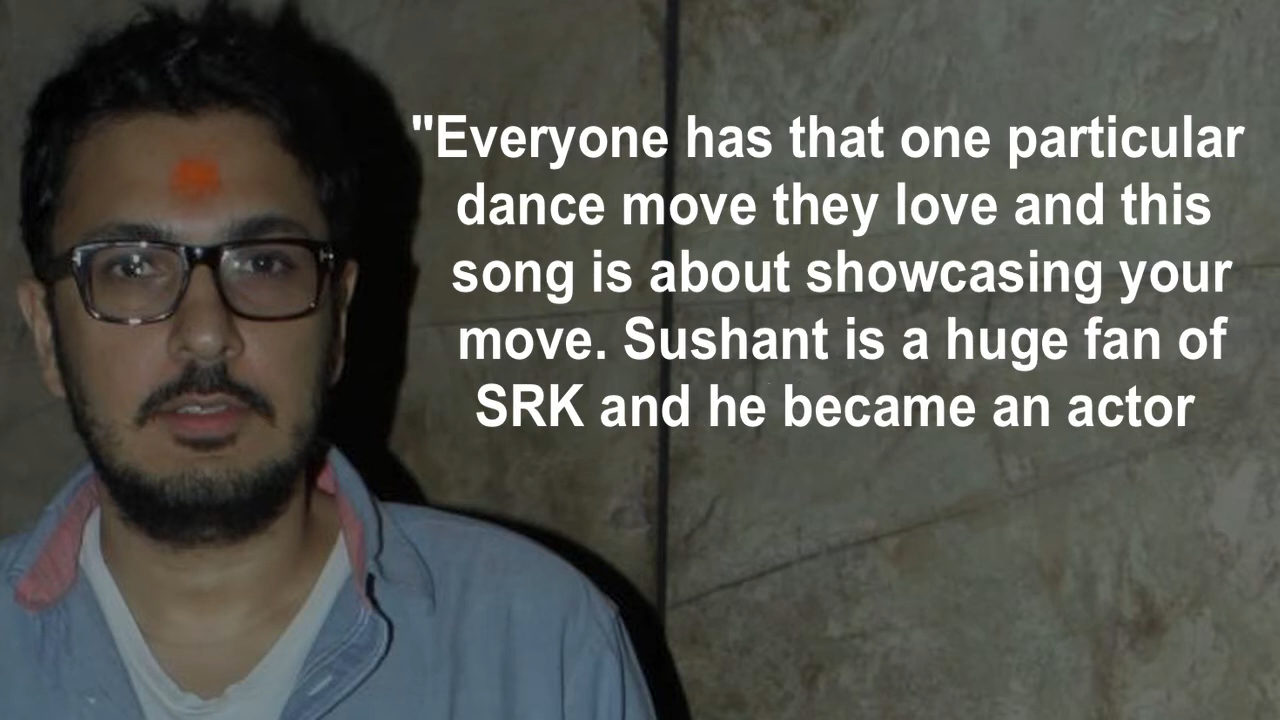 "Everyone has that one particular
dance move they love and this
song is about showcasing your
move. Sushant is a huge fan of
SRK and he became an actor